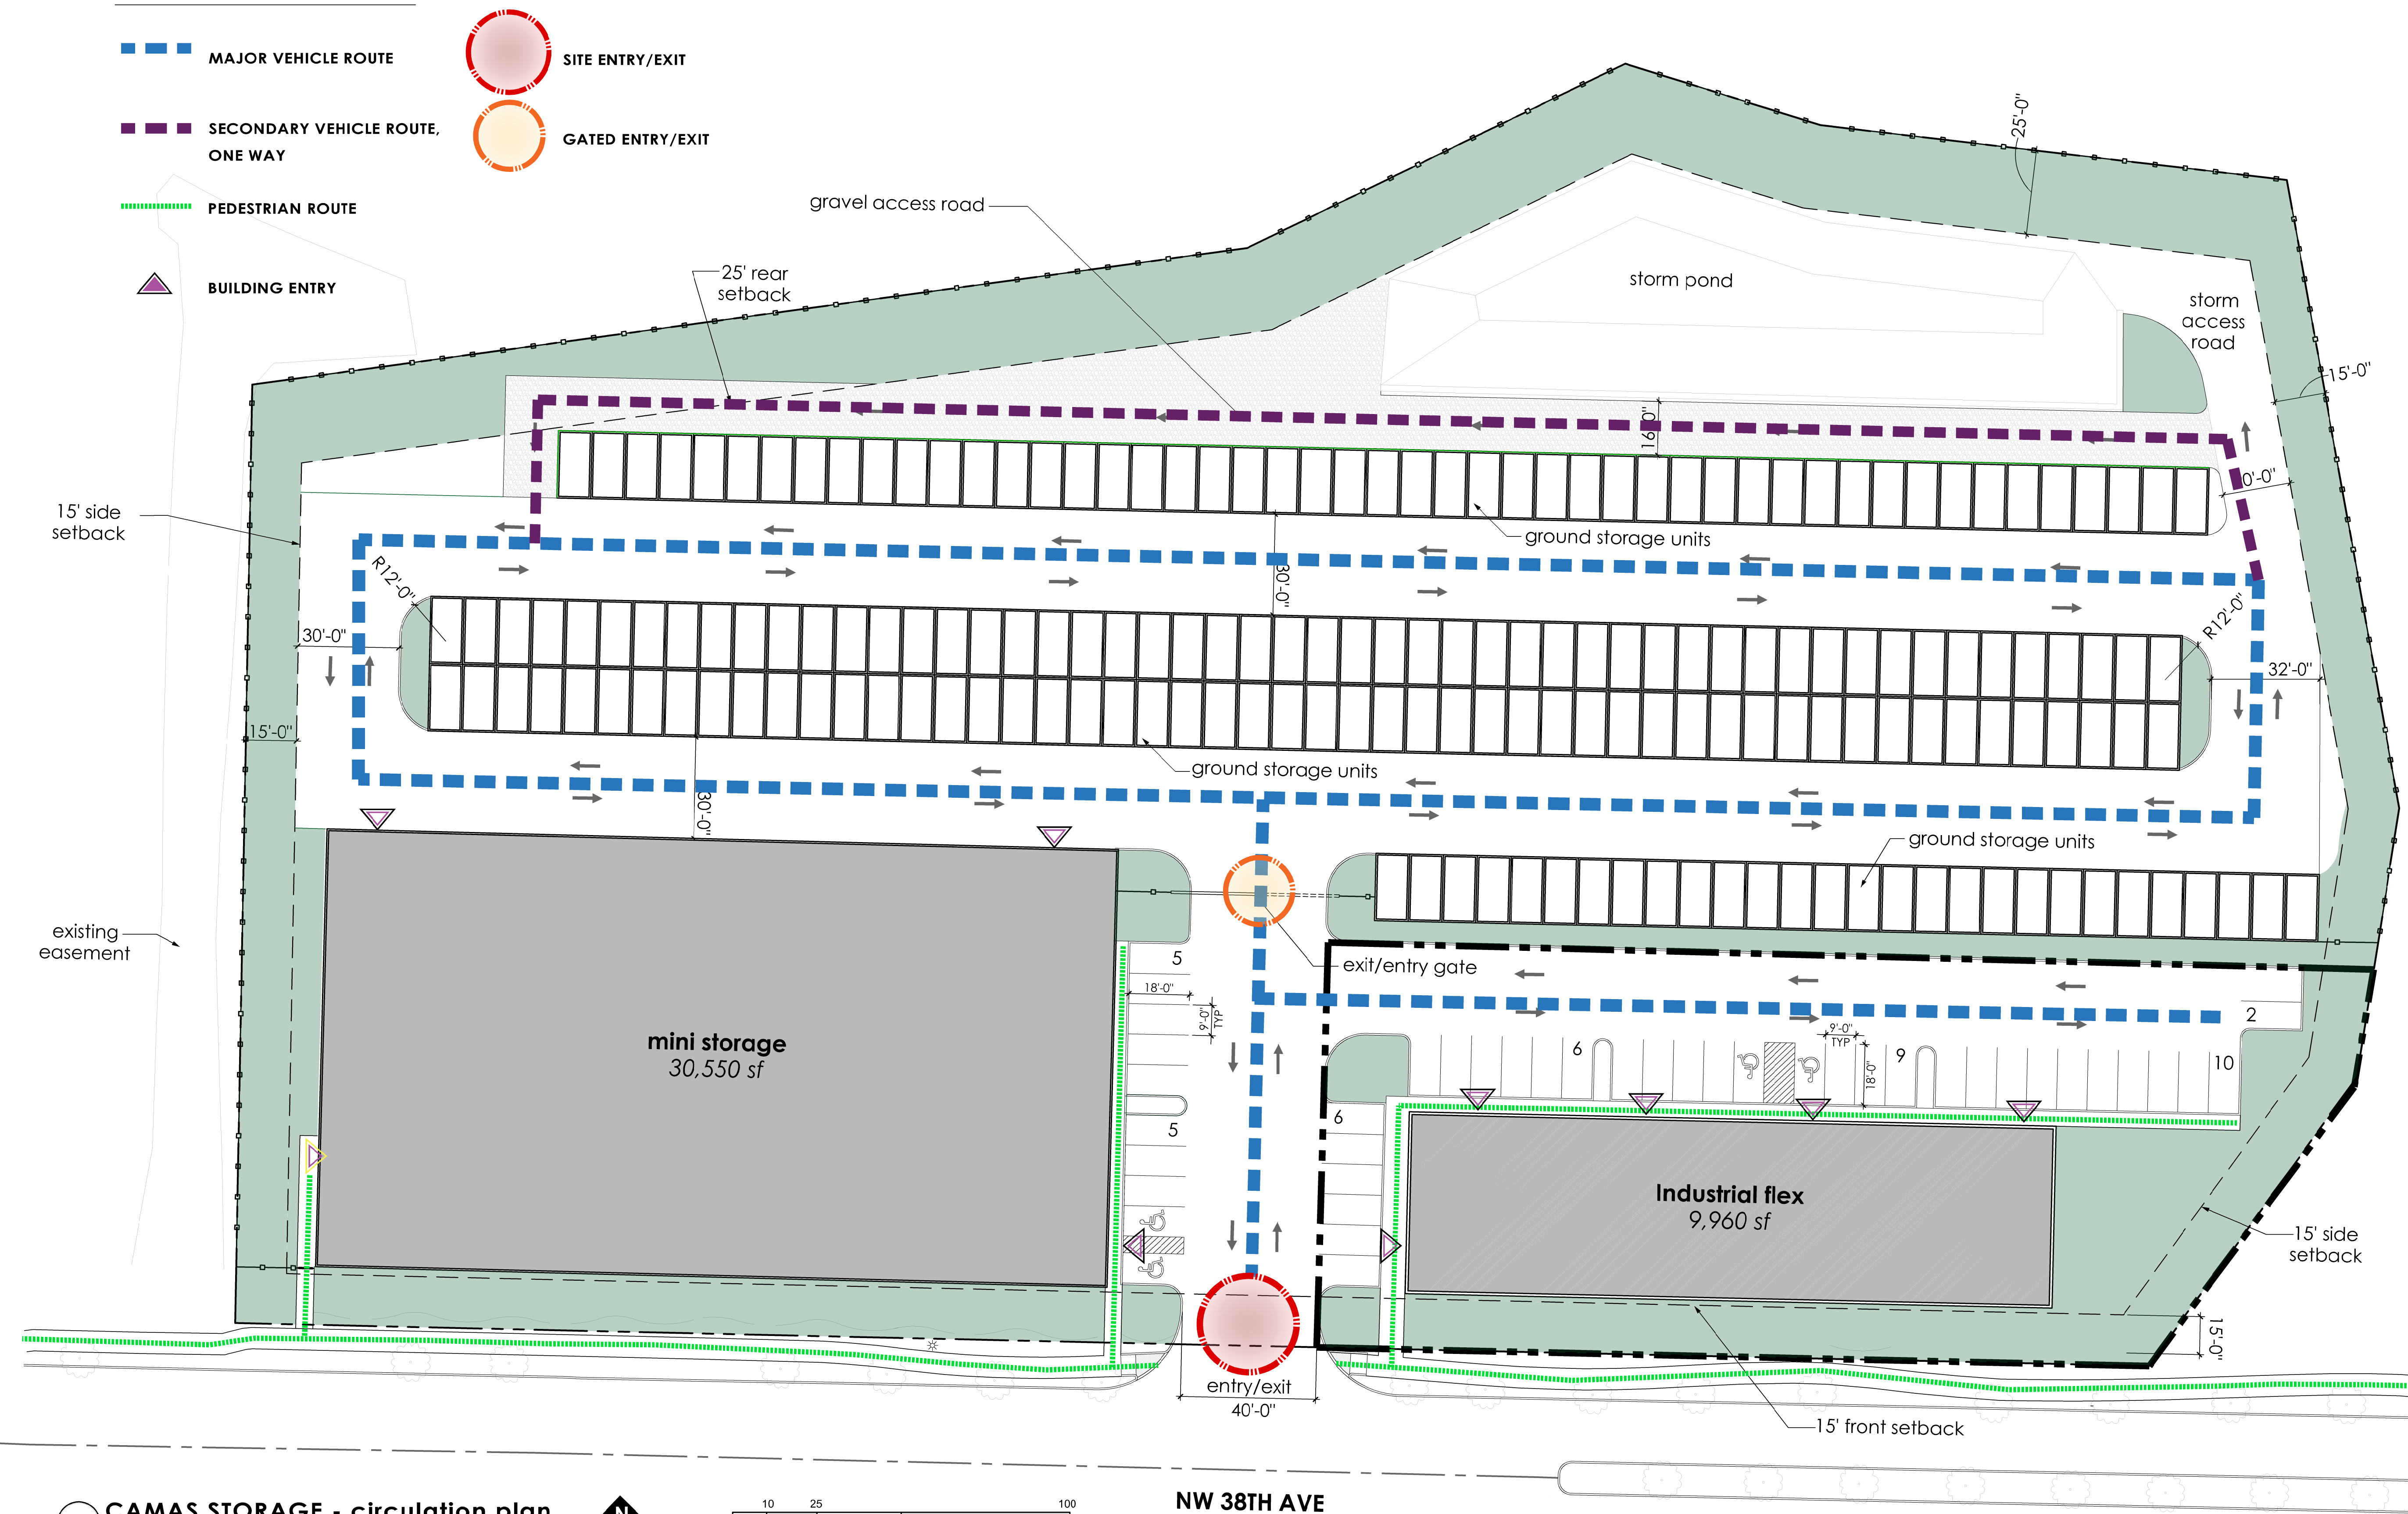 MAJOR VEHICLE ROUTE
SITE ENTRY/EXIT
SECONDARY VEHICLE ROUTE,
ONE WAY
GATED ENTRY/EXIT
PEDESTRIAN ROUTE
BUILDING ENTRY
gravel access road
25' rear
setback
storm pond
25'-0"
storm
access
road
15'-0"
16'-0"
0'-0"
15' side
setback
ground storage units
R12'-0"
30'-0"
R12'-0"
30'-0"
32'-0"
15'-0"
ground storage units
30'-0"
ground storage units
existing
easement
exit/entry gate
5
18'-0"
9'-0"
TYP
2
mini storage
30,550 sf
6
9'-0"
TYP
9
18'-0"
10
5
6
Industrial flex
9,960 sf
15' side
setback
15'-0"
entry/exit
40'-0"
15' front setback
CAMAS STORAGE - circulation plan
N
10
25
100
NW 38TH AVE